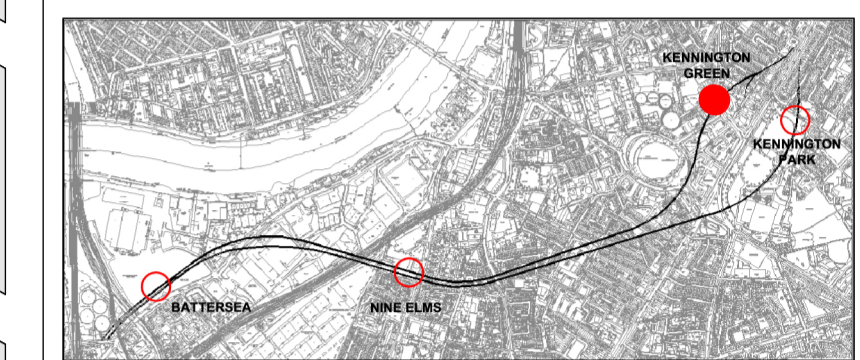 KENNINGTON
GREEN
KENNINGTON
PARK
BATTERSEA
NINE ELMS